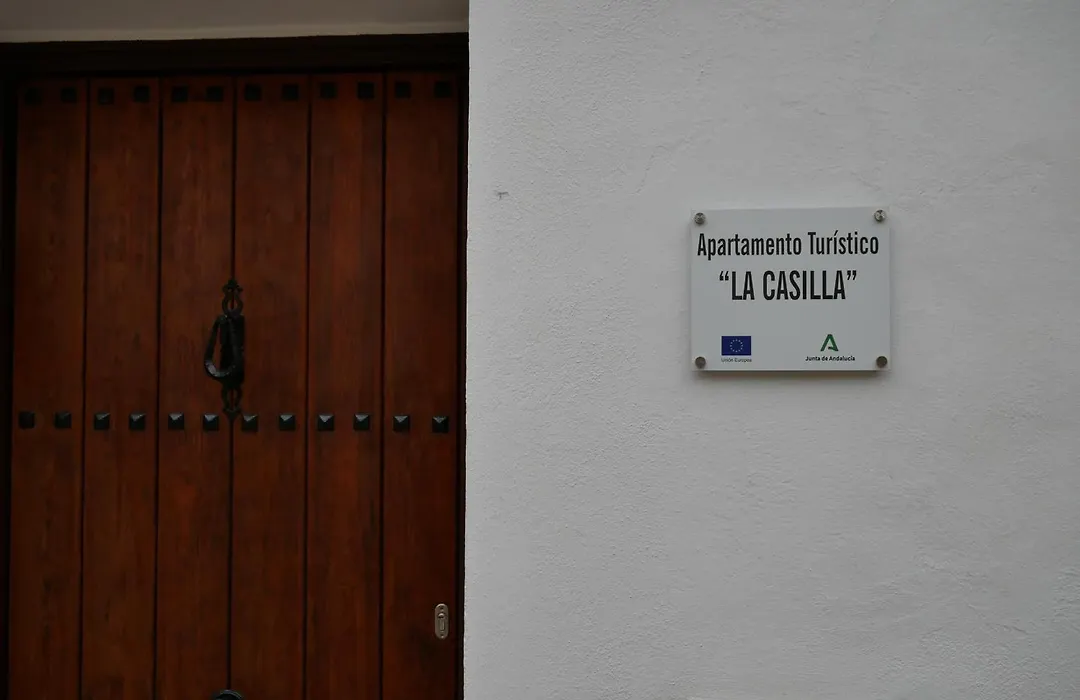 Apartamento Turístico
“LA CASILLA”
Unión Europea
Junta de Andalucía